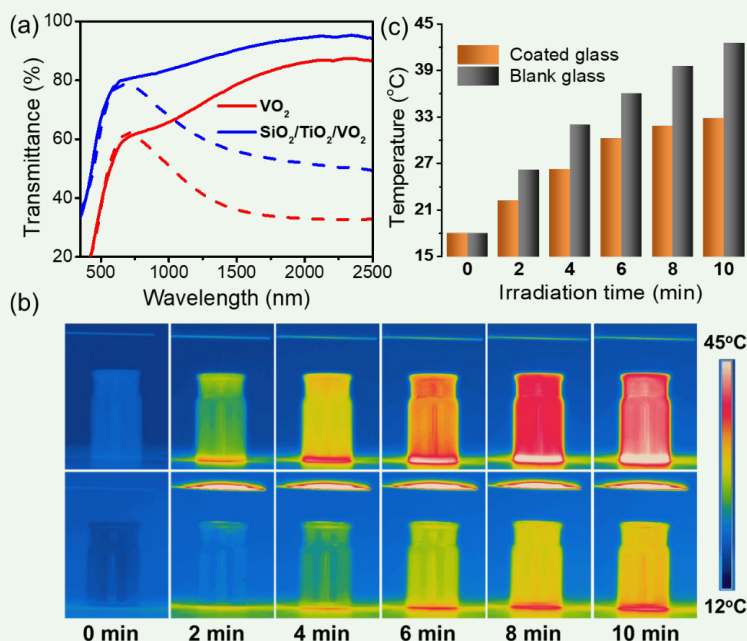 (a)
100
80
60
40
20
Transmittance (%)
VO₂
SiO₂/TiO₂/VO₂
500 1000 1500 2000 2500
Wavelength (nm)
(c)
45
39
33
27
21
15
Temperature (°C)
Coated glass
Blank glass
0 2 4 6 8 10
Irradiation time (min)
(b)
45°C
12°C
0 min 2 min 4 min 6 min 8 min 10 min